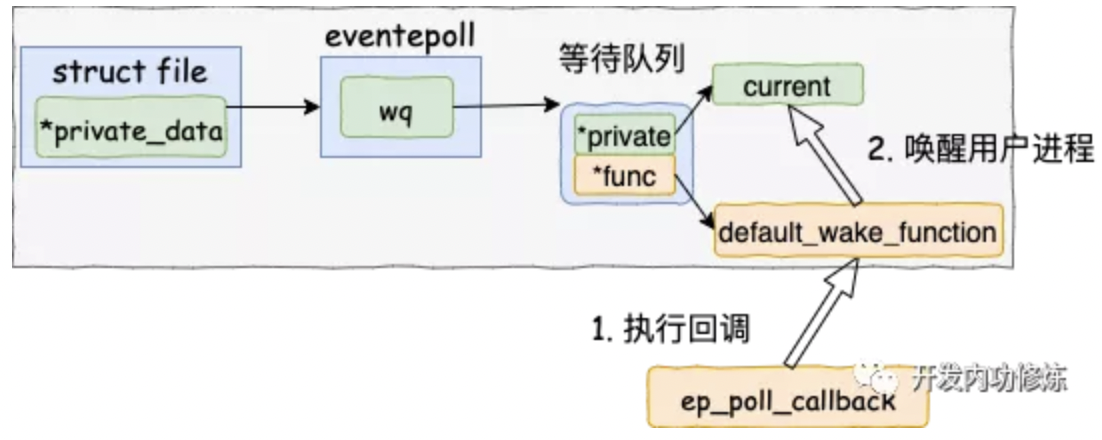 eventepoll
struct file
等待队列
current
wq
*private_data
*private
2. 唤醒用户进程
*func
default_wake_function
1. 执行回调
开发内功修炼
ep_poll_callback